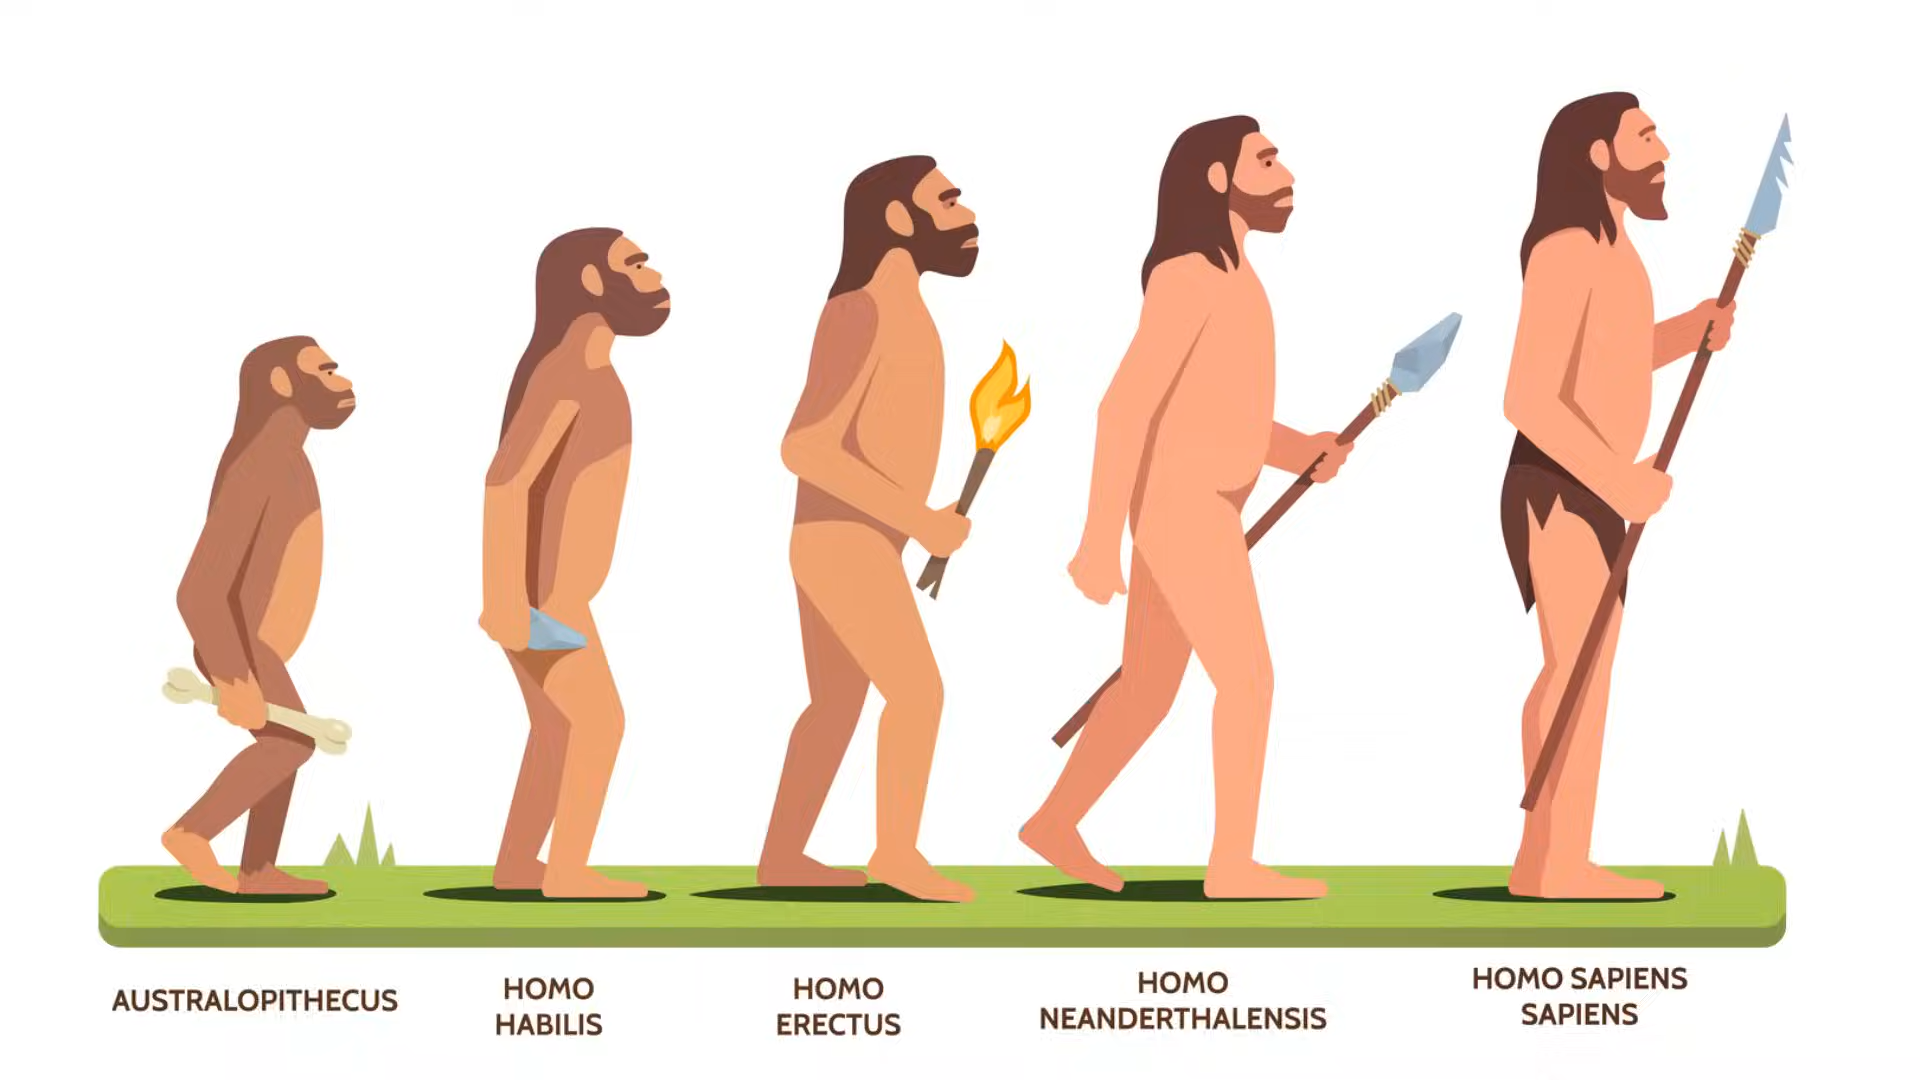 AUSTRALOPITHECUS
HOMO
HABILIS
HOMO
ERECTUS
HOMO
NEANDERTHALENSIS
HOMO SAPIENS
SAPIENS